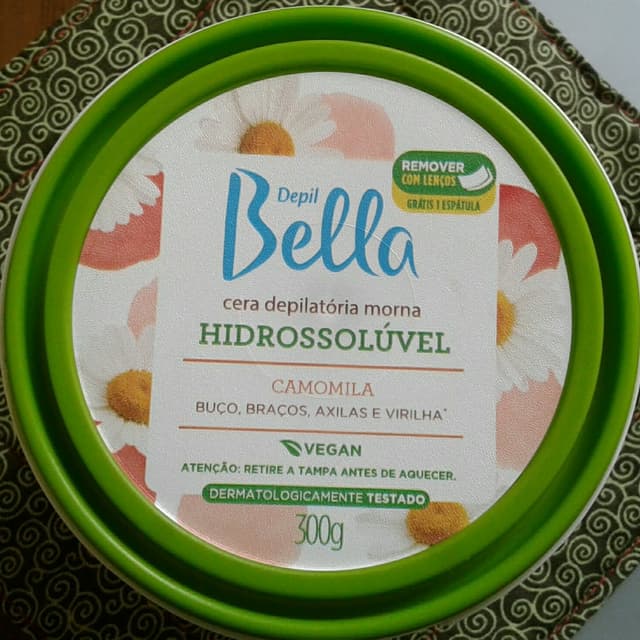 Depil
Bella
REMOVER
COM LENÇOS
GRÁTIS 1 ESPÁTULA
cera depilatória morna
HIDROSSOLÚVEL
CAMOMILA
BUÇO, BRAÇOS, AXILAS E VIRILHA*
VEGAN
ATENÇÃO: RETIRE A TAMPA ANTES DE AQUECER.
DERMATOLOGICAMENTE TESTADO
300g